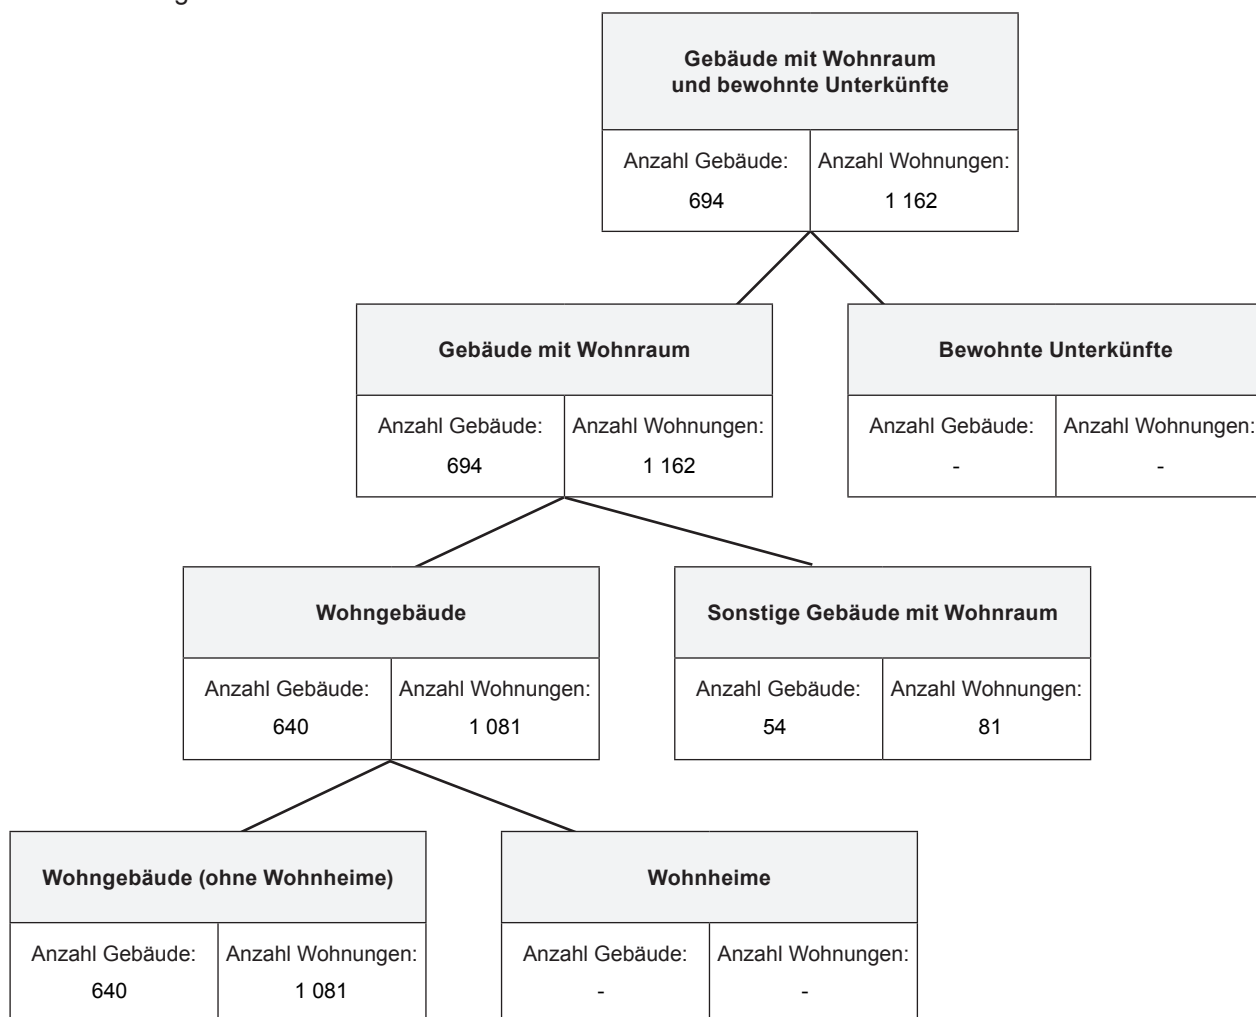 Gebäude mit Wohnraum
und bewohnte Unterkünfte
Anzahl Gebäude: Anzahl Wohnungen:
694 1 162
Gebäude mit Wohnraum
Anzahl Gebäude: Anzahl Wohnungen:
694 1 162
Bewohnte Unterkünfte
Anzahl Gebäude: Anzahl Wohnungen:
- -
Wohngebäude
Anzahl Gebäude: Anzahl Wohnungen:
640 1 081
Sonstige Gebäude mit Wohnraum
Anzahl Gebäude: Anzahl Wohnungen:
54 81
Wohngebäude (ohne Wohnheime)
Anzahl Gebäude: Anzahl Wohnungen:
640 1 081
Wohnheime
Anzahl Gebäude: Anzahl Wohnungen:
- -